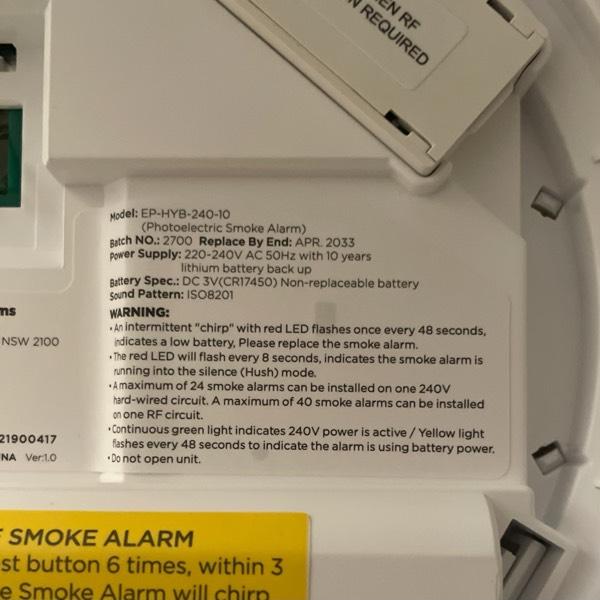 EN RF
N REQUIRED
Model: EP-HYB-240-10
(Photoelectric Smoke Alarm)
Batch NO.: 2700 Replace By End: APR. 2033
Power Supply: 220-240V AC 50Hz with 10 years
lithium battery back up
Battery Spec.: DC 3V(CR17450) Non-replaceable battery
Sound Pattern: ISO8201
WARNING:
•An intermittent "chirp" with red LED flashes once every 48 seconds,
indicates a low battery, Please replace the smoke alarm.
•The red LED will flash every 8 seconds, indicates the smoke alarm is
running into the silence (Hush) mode.
•A maximum of 24 smoke alarms can be installed on one 240V
hard-wired circuit. A maximum of 40 smoke alarms can be installed
on one RF circuit.
•Continuous green light indicates 240V power is active / Yellow light
flashes every 48 seconds to indicate the alarm is using battery power.
•Do not open unit.
ms
NSW 2100
21900417
NA Ver:1.0
F SMOKE ALARM
st button 6 times, within 3
e Smoke Alarm will chirp